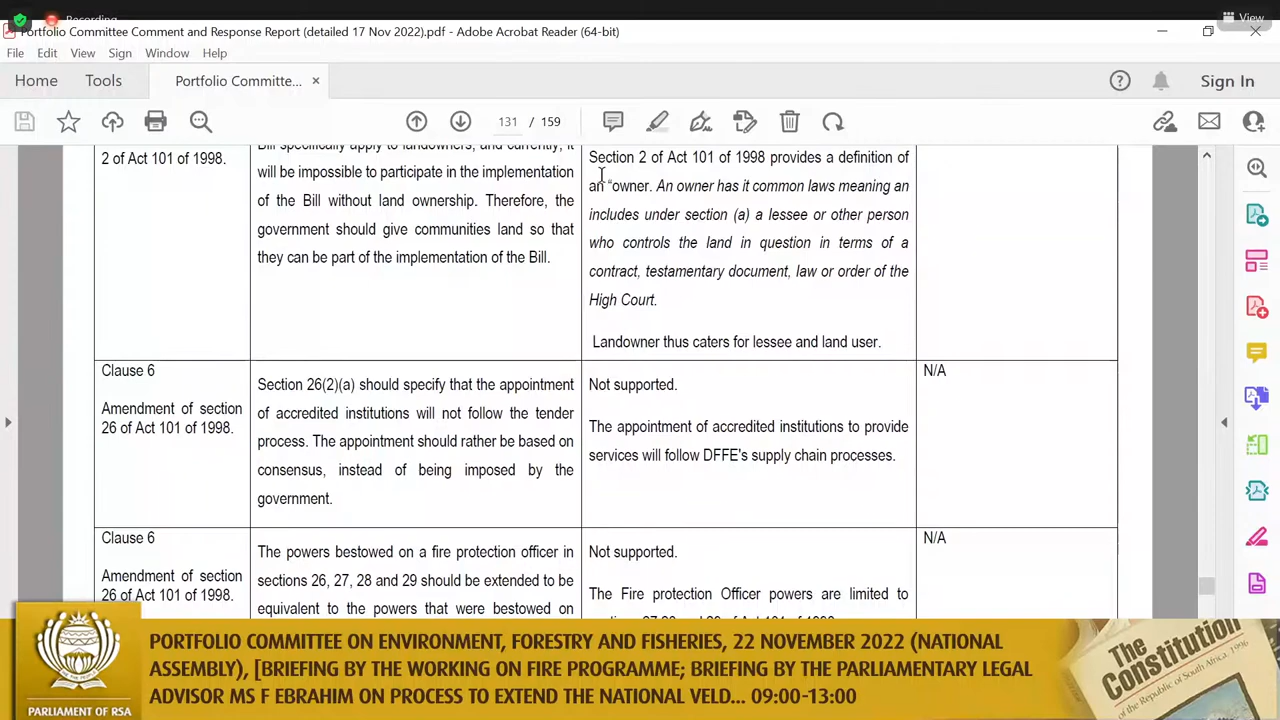 Recording
View
Portfolio Committee Comment and Response Report (detailed 17 Nov 2022).pdf - Adobe Acrobat Reader (64-bit)
File Edit View Sign Window Help
Home Tools Portfolio Committe... × Sign In
131 / 159
2 of Act 101 of 1998.
Bill specifically apply to landowners, and currently, it
will be impossible to participate in the implementation
of the Bill without land ownership. Therefore, the
government should give communities land so that
they can be part of the implementation of the Bill.
Section 2 of Act 101 of 1998 provides a definition of
an “owner. An owner has it common laws meaning an
includes under section (a) a lessee or other person
who controls the land in question in terms of a
contract, testamentary document, law or order of the
High Court.
Landowner thus caters for lessee and land user.
Clause 6
Amendment of section
26 of Act 101 of 1998.
Section 26(2)(a) should specify that the appointment
of accredited institutions will not follow the tender
process. The appointment should rather be based on
consensus, instead of being imposed by the
government.
Not supported.
The appointment of accredited institutions to provide
services will follow DFFE's supply chain processes.
N/A
Clause 6
Amendment of section
26 of Act 101 of 1998.
The powers bestowed on a fire protection officer in
sections 26, 27, 28 and 29 should be extended to be
equivalent to the powers that were bestowed on
Not supported.
The Fire protection Officer powers are limited to
N/A
PARLIAMENT OF RSA
PORTFOLIO COMMITTEE ON ENVIRONMENT, FORESTRY AND FISHERIES, 22 NOVEMBER 2022 (NATIONAL
ASSEMBLY), [BRIEFING BY THE WORKING ON FIRE PROGRAMME; BRIEFING BY THE PARLIAMENTARY LEGAL
ADVISOR MS F EBRAHIM ON PROCESS TO EXTEND THE NATIONAL VELD... 09:00-13:00
The
Constitution
of the Republic of South Africa, 1996